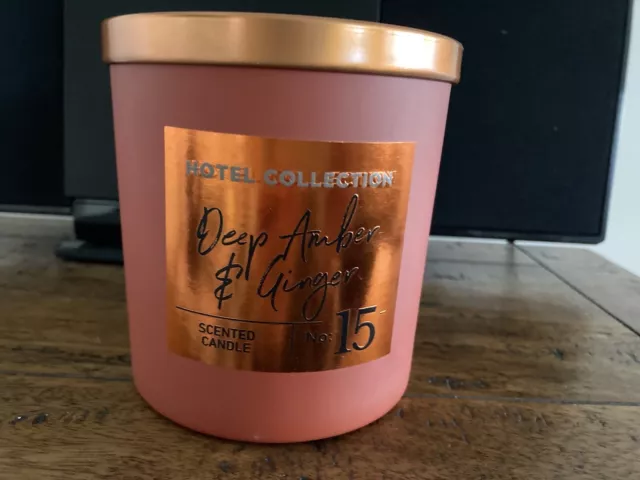 HOTEL COLLECTION
Deep Amber
& Ginger.
SCENTED
CANDLE
No: 15